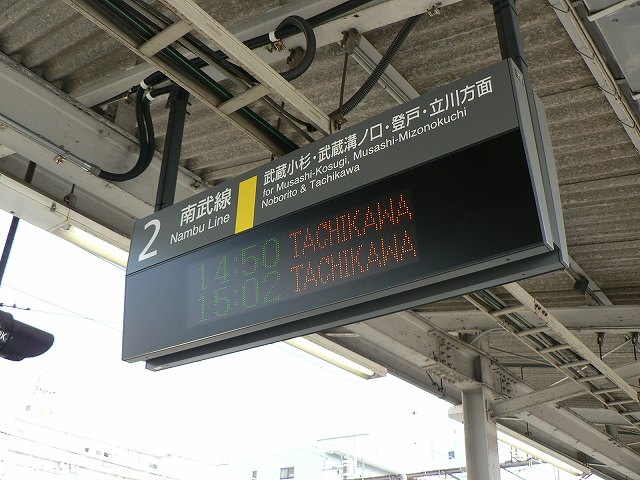 2
南武線
Nambu Line
武蔵小杉・武蔵溝ノ口・登戸・立川方面
for Musashi-Kosugi, Musashi-Mizonokuchi
Noborito & Tachikawa
14:50 TACHIKAWA
15:02 TACHIKAWA